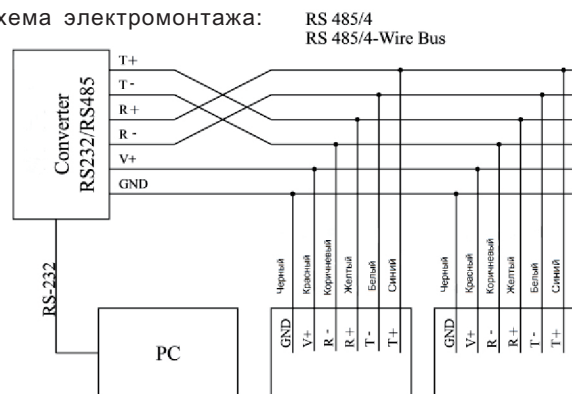 хема электромонтажа:
RS 485/4
RS 485/4-Wire Bus
Converter
RS232/RS485
T+
T -
R +
R -
V+
GND
RS-232
PC
Черный
Красный
Коричневый
Желтый
Белый
Синий
GND
V+
R -
R +
T -
T+
Черный
Красный
Коричневый
Желтый
Белый
Синий
GND
V+
R -
R +
T -
T+